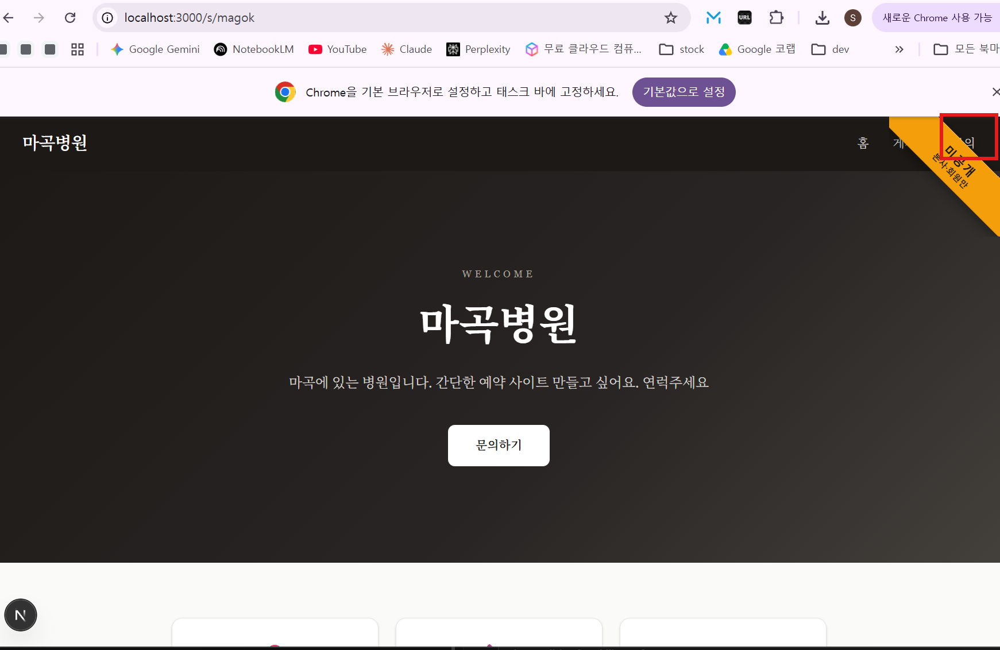 localhost:3000/s/magok
URL
S
새로운 Chrome 사용 가능
Google Gemini
NotebookLM
YouTube
Claude
Perplexity
무료 클라우드 컴퓨...
stock
Google 코랩
dev
모든 북마
Chrome을 기본 브라우저로 설정하고 태스크 바에 고정하세요.
기본값으로 설정
마곡병원
홈
미공개
본사·회원만
WELCOME
마곡병원
마곡에 있는 병원입니다. 간단한 예약 사이트 만들고 싶어요. 연럭주세요
문의하기
N